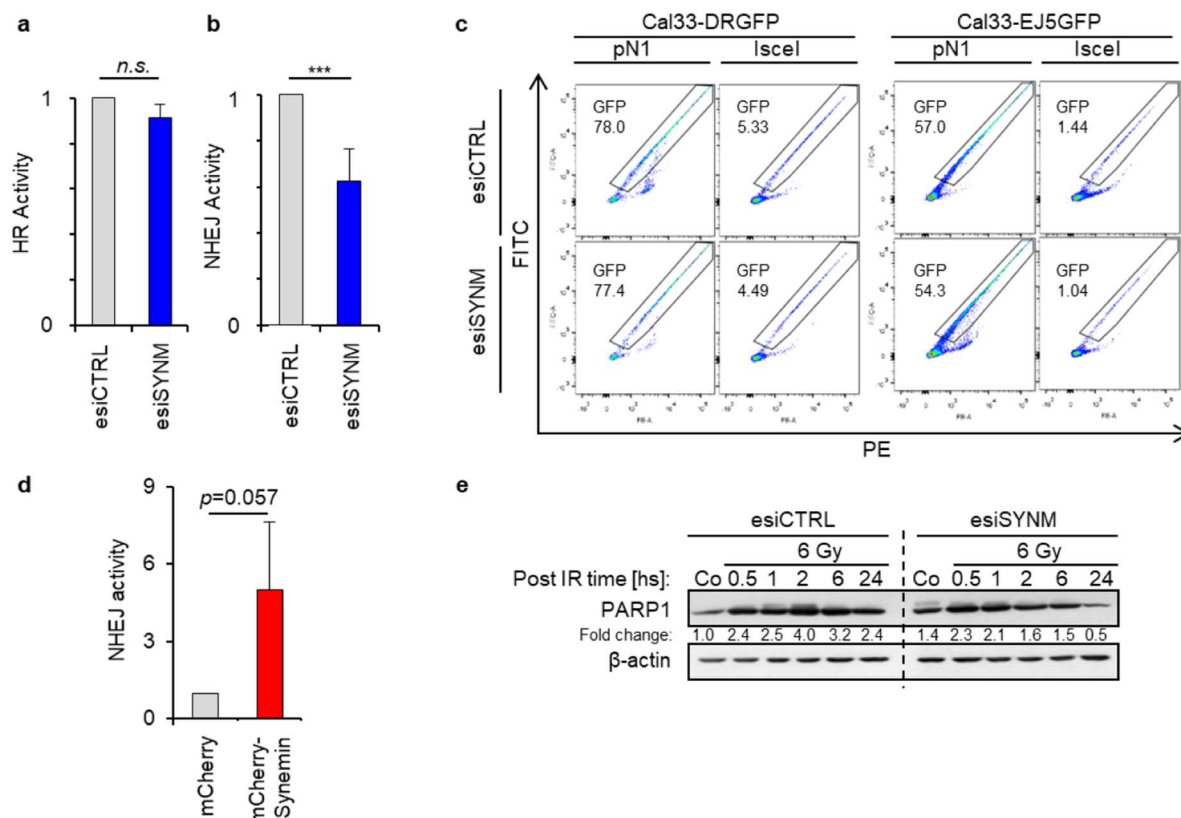 a
n.s.
1
0
HR Activity
esiCTRL
esiSYNM
b
***
1
0
NHEJ Activity
esiCTRL
esiSYNM
c
Cal33-DRGFP
Cal33-EJ5GFP
pN1
IsceI
pN1
IsceI
esiCTRL
GFP
78.0
GFP
5.33
GFP
57.0
GFP
1.44
esiSYNM
GFP
77.4
GFP
4.49
GFP
54.3
GFP
1.04
FITC
PE
d
p=0.057
9
6
3
0
NHEJ activity
mCherry
mCherry-
Synemin
e
esiCTRL esiSYNM
6 Gy 6 Gy
Post IR time [hs]: Co 0.5 1 2 6 24 Co 0.5 1 2 6 24
PARP1
Fold change: 1.0 2.4 2.5 4.0 3.2 2.4 1.4 2.3 2.1 1.6 1.5 0.5
β-actin